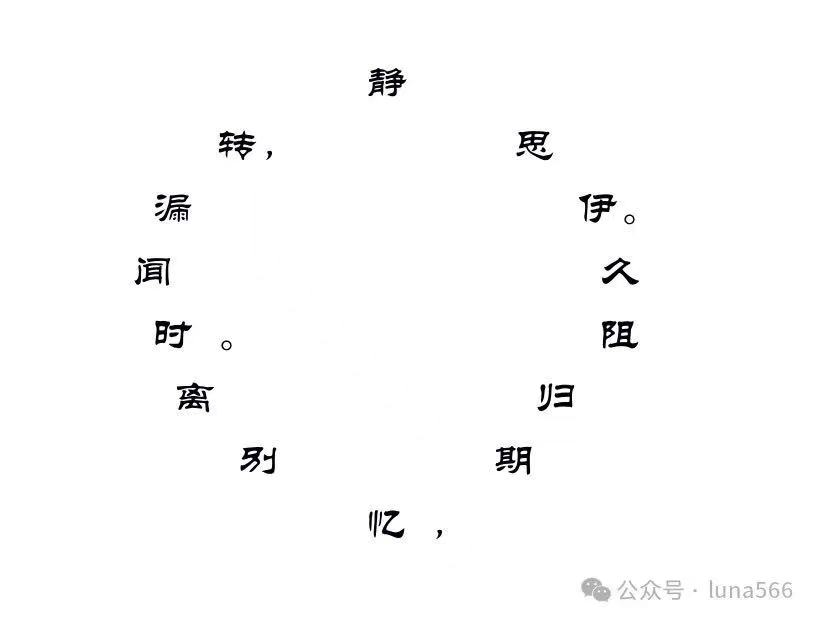 静
思
伊。
久
阻
归
期
忆，
别
离
时。
闻
漏
转，
公众号·luna566